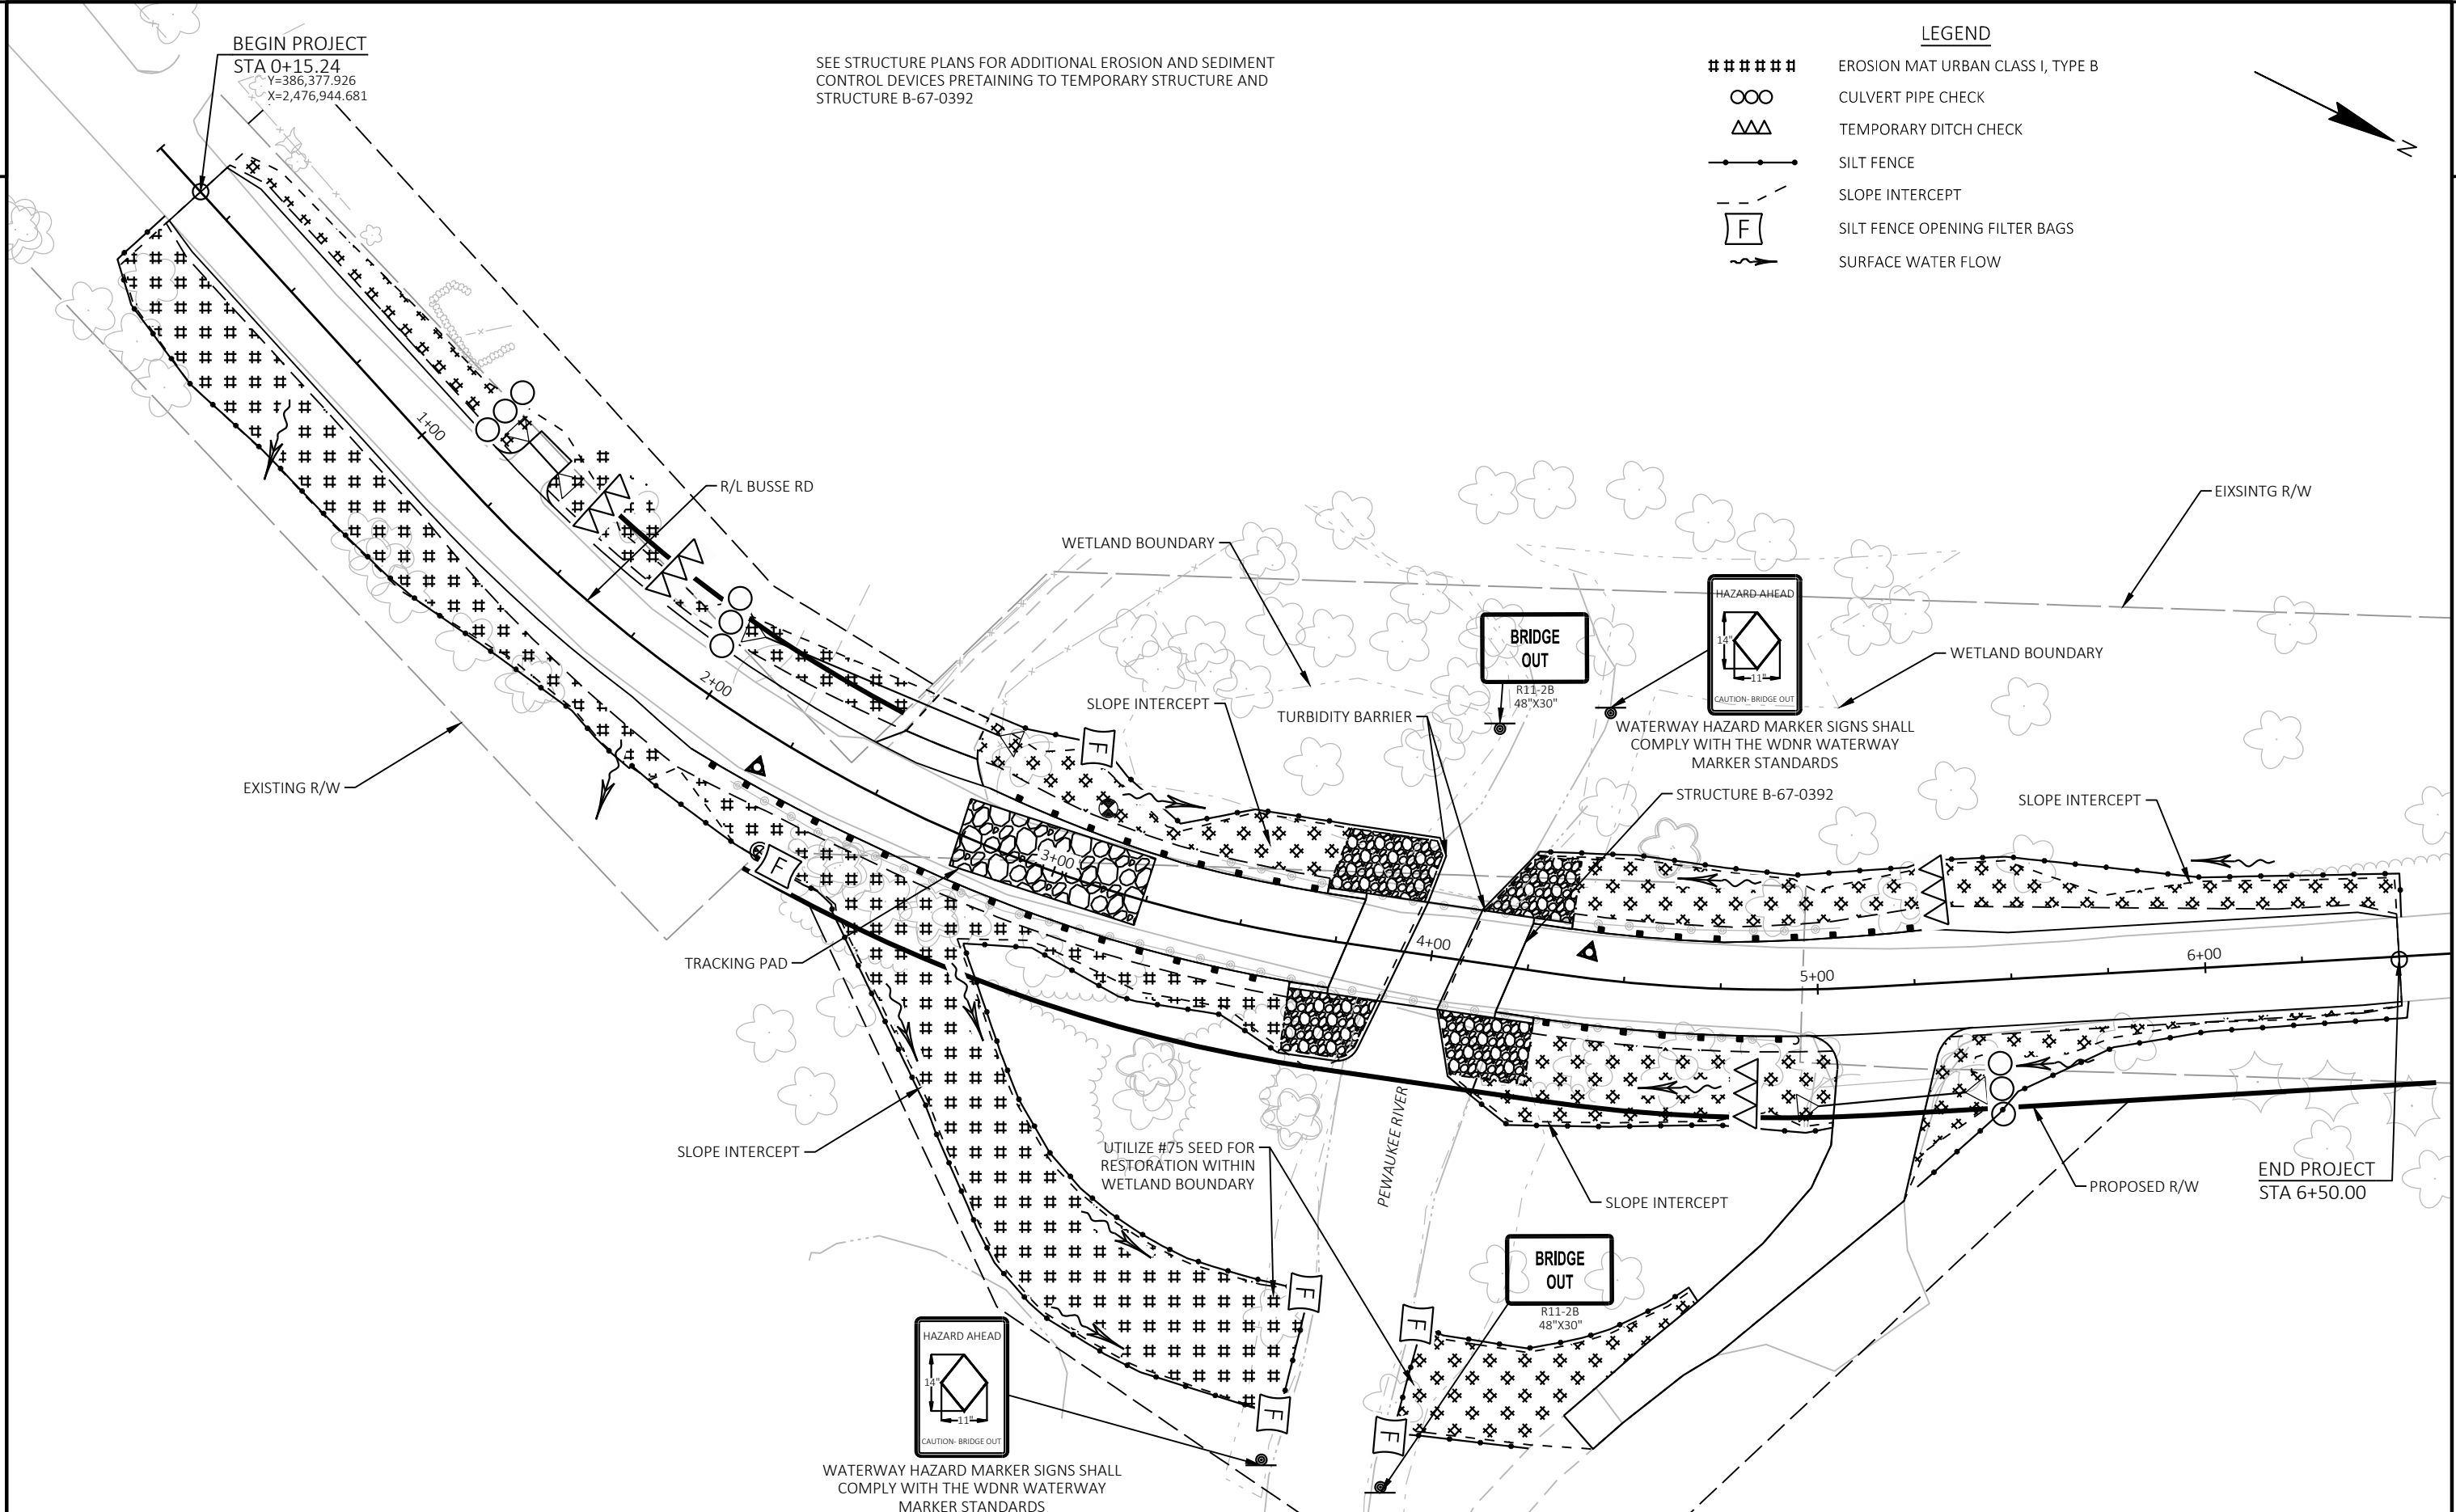 BEGIN PROJECT
STA 0+15.24
Y=386,377.926
X=2,476,944.681
SEE STRUCTURE PLANS FOR ADDITIONAL EROSION AND SEDIMENT
CONTROL DEVICES PRETAINING TO TEMPORARY STRUCTURE AND
STRUCTURE B-67-0392
LEGEND
EROSION MAT URBAN CLASS I, TYPE B
CULVERT PIPE CHECK
TEMPORARY DITCH CHECK
SILT FENCE
SLOPE INTERCEPT
F
SILT FENCE OPENING FILTER BAGS
SURFACE WATER FLOW
N
1+00
R/L BUSSE RD
EIXSINTG R/W
WETLAND BOUNDARY
HAZARD AHEAD
14"
11"
CAUTION- BRIDGE OUT
BRIDGE
OUT
R11-2B
48"X30"
WETLAND BOUNDARY
2+00
SLOPE INTERCEPT
TURBIDITY BARRIER
WATERWAY HAZARD MARKER SIGNS SHALL
COMPLY WITH THE WDNR WATERWAY
MARKER STANDARDS
F
EXISTING R/W
STRUCTURE B-67-0392
SLOPE INTERCEPT
3+00
F
4+00
TRACKING PAD
5+00
6+00
PEWAUKEE RIVER
SLOPE INTERCEPT
UTILIZE #75 SEED FOR
RESTORATION WITHIN
WETLAND BOUNDARY
SLOPE INTERCEPT
PROPOSED R/W
END PROJECT
STA 6+50.00
BRIDGE
OUT
R11-2B
48"X30"
F
F
F
F
HAZARD AHEAD
14"
11"
CAUTION- BRIDGE OUT
WATERWAY HAZARD MARKER SIGNS SHALL
COMPLY WITH THE WDNR WATERWAY
MARKER STANDARDS